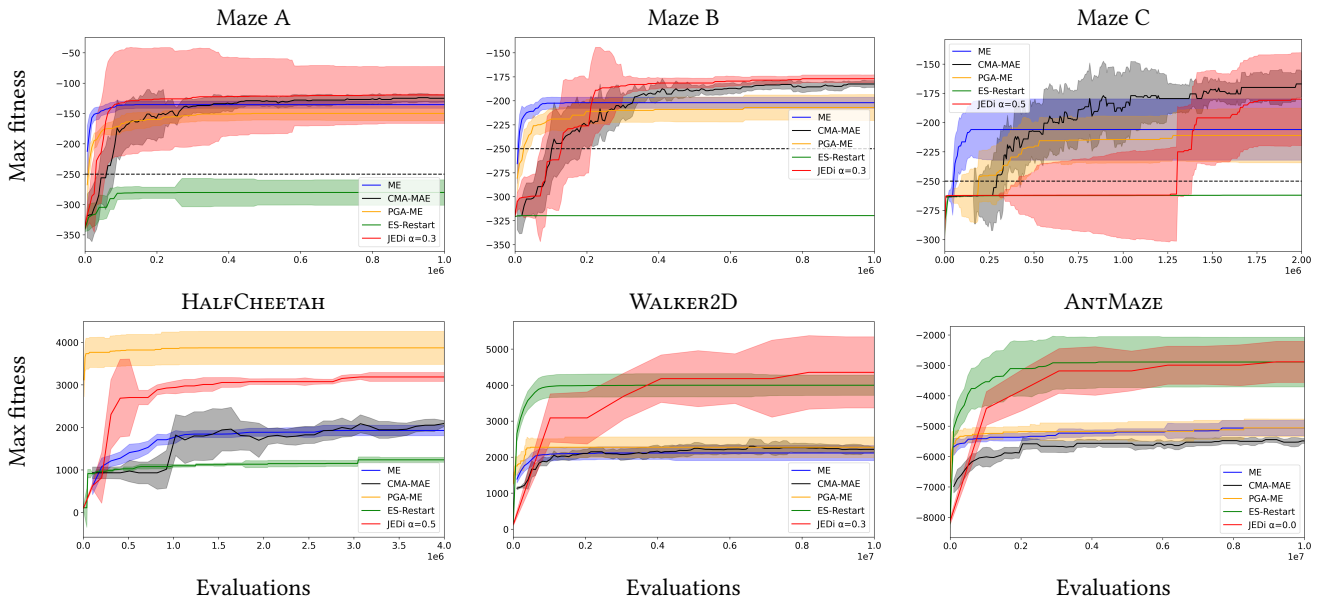 Maze A
Maze B
Maze C
Max fitness
−50
−100
−150
−200
−250
−300
−350
0.0
0.2
0.4
0.6
0.8
1.0
1e6
ME
CMA-MAE
PGA-ME
ES-Restart
JEDi α=0.3
−150
−175
−200
−225
−250
−275
−300
−325
−350
0.0
0.2
0.4
0.6
0.8
1.0
1e6
ME
CMA-MAE
PGA-ME
ES-Restart
JEDi α=0.3
−150
−175
−200
−225
−250
−275
−300
0.00
0.25
0.50
0.75
1.00
1.25
1.50
1.75
2.00
1e6
ME
CMA-MAE
PGA-ME
ES-Restart
JEDi α=0.5
HALFCHEETAH
WALKER2D
ANTMAZE
Max fitness
4000
3000
2000
1000
0
0.0
0.5
1.0
1.5
2.0
2.5
3.0
3.5
4.0
1e6
ME
CMA-MAE
PGA-ME
ES-Restart
JEDi α=0.5
5000
4000
3000
2000
1000
0
0.0
0.2
0.4
0.6
0.8
1.0
1e7
ME
CMA-MAE
PGA-ME
ES-Restart
JEDi α=0.3
−2000
−3000
−4000
−5000
−6000
−7000
−8000
0.0
0.2
0.4
0.6
0.8
1.0
1e7
ME
CMA-MAE
PGA-ME
ES-Restart
JEDi α=0.0
Evaluations
Evaluations
Evaluations